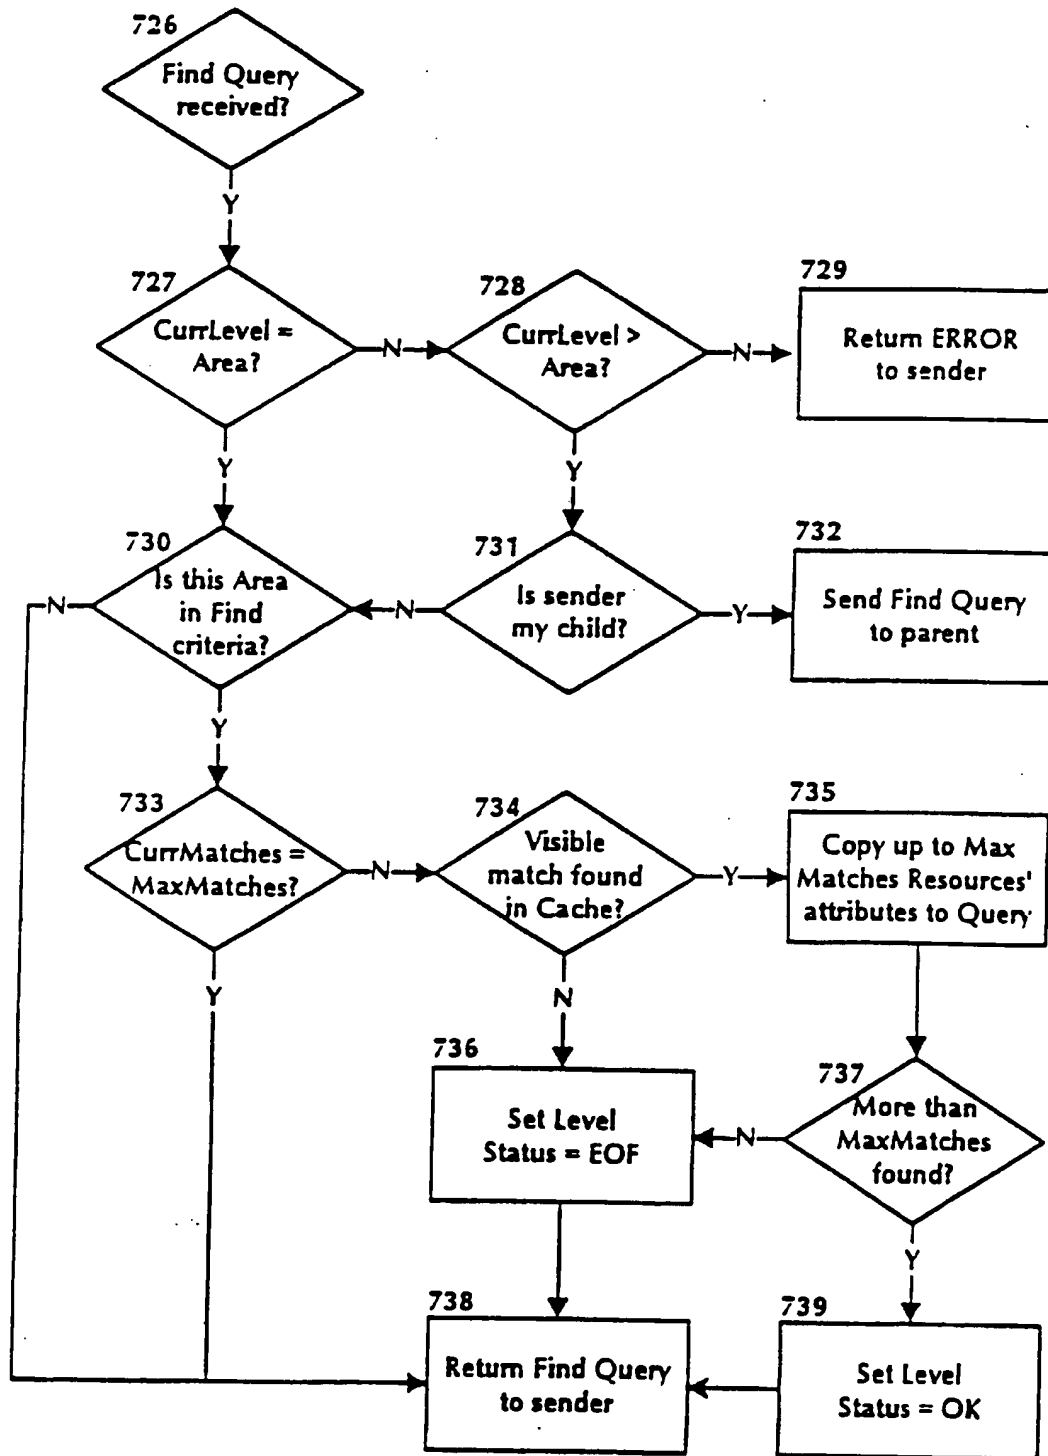 726
Find Query
received?
Y
727
CurrLevel =
Area?
N
728
CurrLevel >
Area?
N
729
Return ERROR
to sender
Y
Y
730
Is this Area
in Find
criteria?
N
N
731
Is sender
my child?
Y
732
Send Find Query
to parent
Y
733
CurrMatches =
MaxMatches?
N
734
Visible
match found
in Cache?
Y
735
Copy up to Max
Matches Resources'
attributes to Query
Y
N
736
Set Level
Status = EOF
N
737
More than
MaxMatches
found?
Y
738
Return Find Query
to sender
739
Set Level
Status = OK